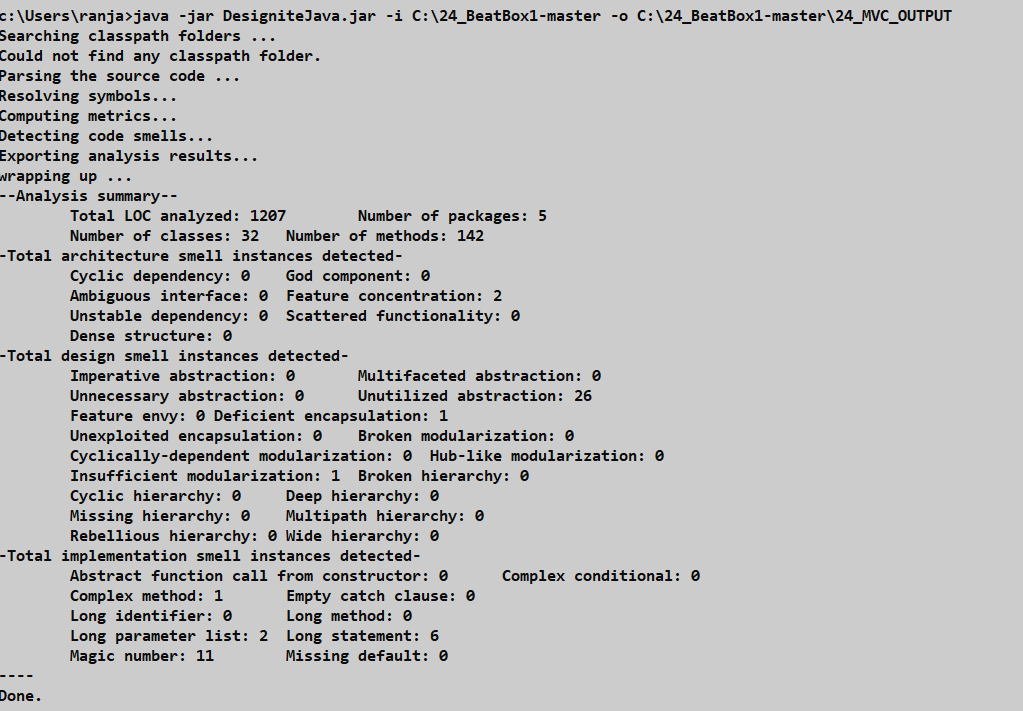 c:\Users\ranja>java -jar DesigniteJava.jar -i C:\24_BeatBox1-master -o C:\24_BeatBox1-master\24_MVC_OUTPUT
Searching classpath folders ...
Could not find any classpath folder.
Parsing the source code ...
Resolving symbols...
Computing metrics...
Detecting code smells...
Exporting analysis results...
wrapping up ...
--Analysis summary--
Total LOC analyzed: 1207 Number of packages: 5
Number of classes: 32 Number of methods: 142
-Total architecture smell instances detected-
Cyclic dependency: 0 God component: 0
Ambiguous interface: 0 Feature concentration: 2
Unstable dependency: 0 Scattered functionality: 0
Dense structure: 0
-Total design smell instances detected-
Imperative abstraction: 0 Multifaceted abstraction: 0
Unnecessary abstraction: 0 Unutilized abstraction: 26
Feature envy: 0 Deficient encapsulation: 1
Unexploited encapsulation: 0 Broken modularization: 0
Cyclically-dependent modularization: 0 Hub-like modularization: 0
Insufficient modularization: 1 Broken hierarchy: 0
Cyclic hierarchy: 0 Deep hierarchy: 0
Missing hierarchy: 0 Multipath hierarchy: 0
Rebellious hierarchy: 0 Wide hierarchy: 0
-Total implementation smell instances detected-
Abstract function call from constructor: 0 Complex conditional: 0
Complex method: 1 Empty catch clause: 0
Long identifier: 0 Long method: 0
Long parameter list: 2 Long statement: 6
Magic number: 11 Missing default: 0
----
Done.